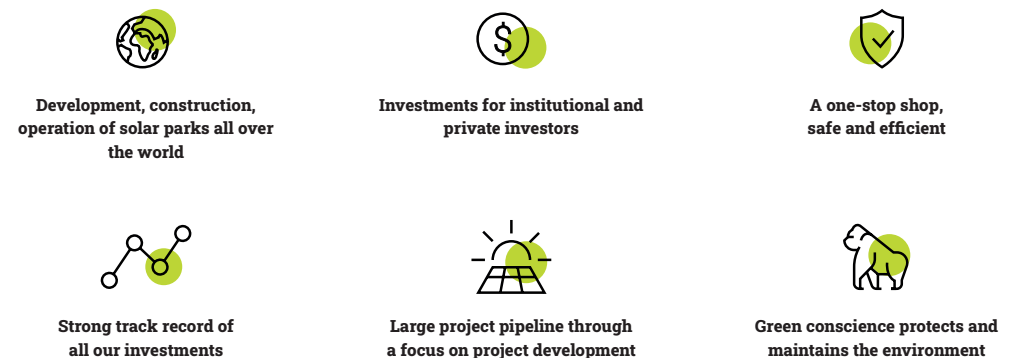 Development, construction,
operation of solar parks all over
the world
Investments for institutional and
private investors
A one-stop shop,
safe and efficient
Strong track record of
all our investments
Large project pipeline through
a focus on project development
Green conscience protects and
maintains the environment